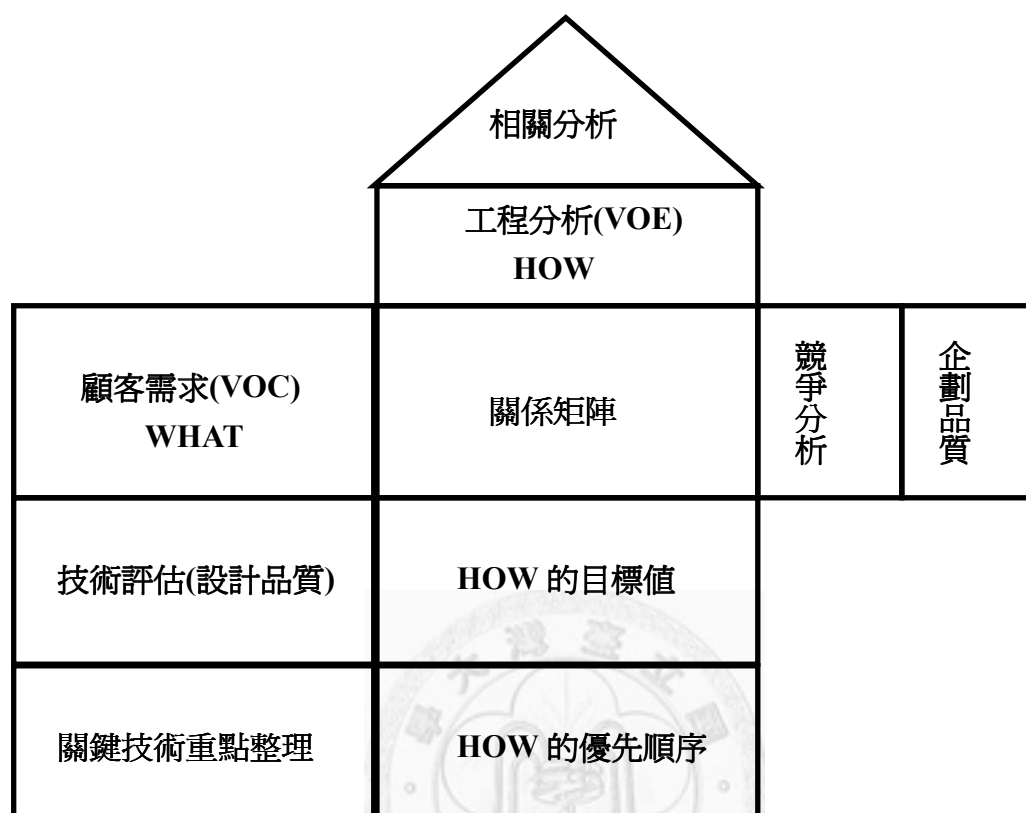 相關分析
工程分析(VOE)
HOW
顧客需求(VOC)
WHAT
關係矩陣
競爭分析
企劃品質
技術評估(設計品質)
HOW 的目標值
關鍵技術重點整理
HOW 的優先順序